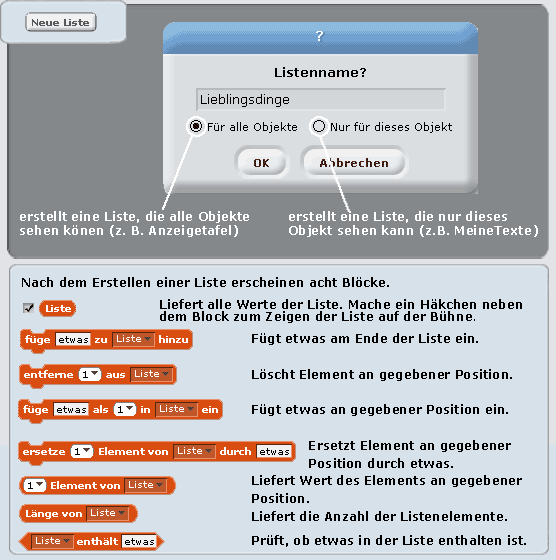 Neue Liste
?
Listenname?
Lieblingsdinge
Für alle Objekte Nur für dieses Objekt
OK Abbrechen
erstellt eine Liste, die alle Objekte
sehen könen (z. B. Anzeigetafel)
erstellt eine Liste, die nur dieses
Objekt sehen kann (z.B. MeineTexte)
Nach dem Erstellen einer Liste erscheinen acht Blöcke.
Liste
Liefert alle Werte der Liste. Mache ein Häkchen neben
dem Block zum Zeigen der Liste auf der Bühne.
füge etwas zu Liste hinzu
Fügt etwas am Ende der Liste ein.
entferne 1 aus Liste
Löscht Element an gegebener Position.
füge etwas als 1 in Liste ein
Fügt etwas an gegebener Position ein.
ersetze 1 Element von Liste durch etwas
Ersetzt Element an gegebener
Position durch etwas.
1 Element von Liste
Liefert Wert des Elements an gegebener
Position.
Länge von Liste
Liefert die Anzahl der Listenelemente.
Liste enthält etwas
Prüft, ob etwas in der Liste enthalten ist.